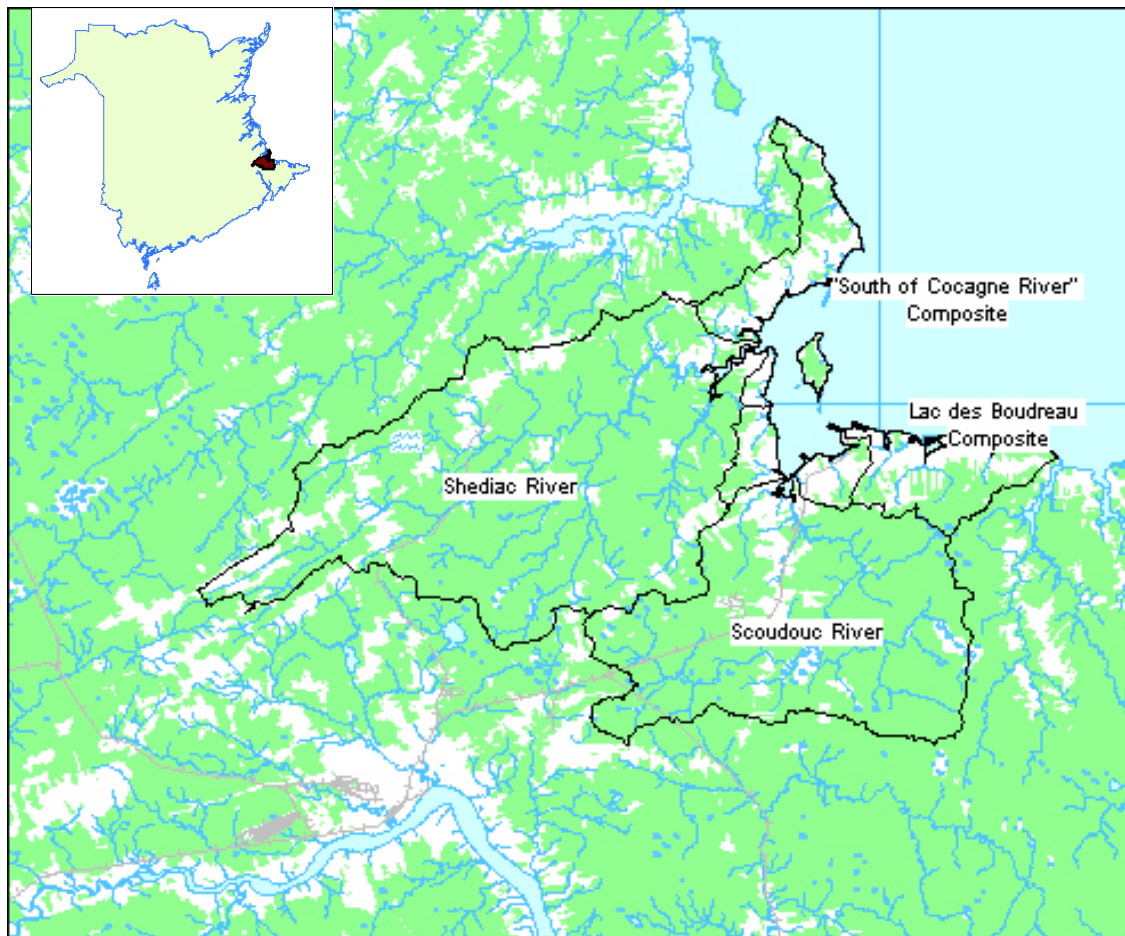 "South of Cocagne River"
Composite
Lac des Boudreau
Composite
Shediac River
Scoudouc River